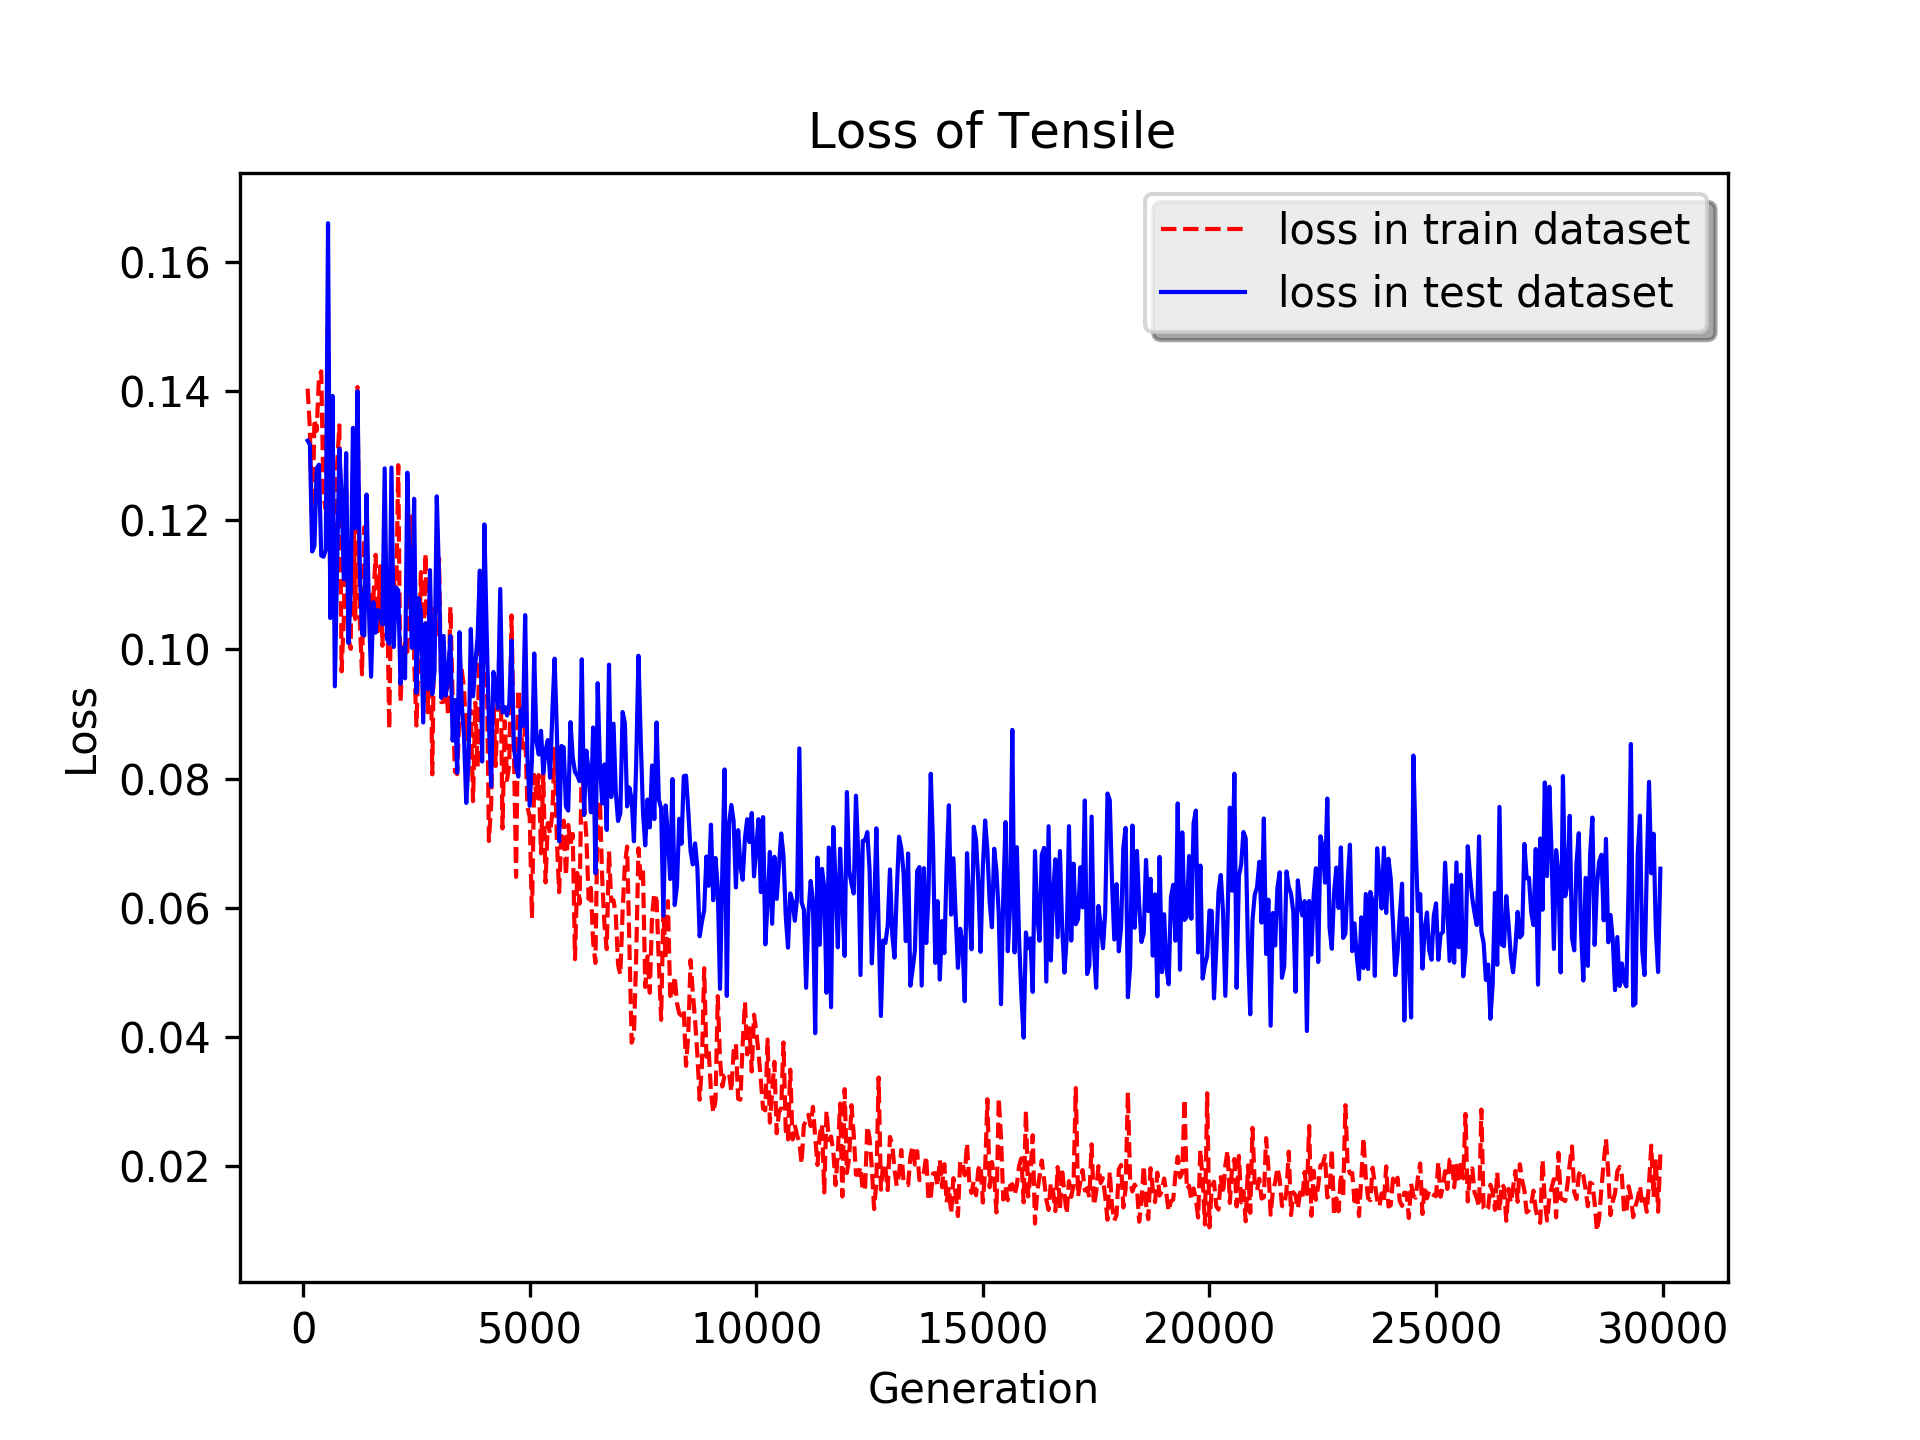 Loss of Tensile
loss in train dataset
loss in test dataset
0.16
0.14
0.12
0.10
0.08
0.06
0.04
0.02
Loss
0 5000 10000 15000 20000 25000 30000
Generation